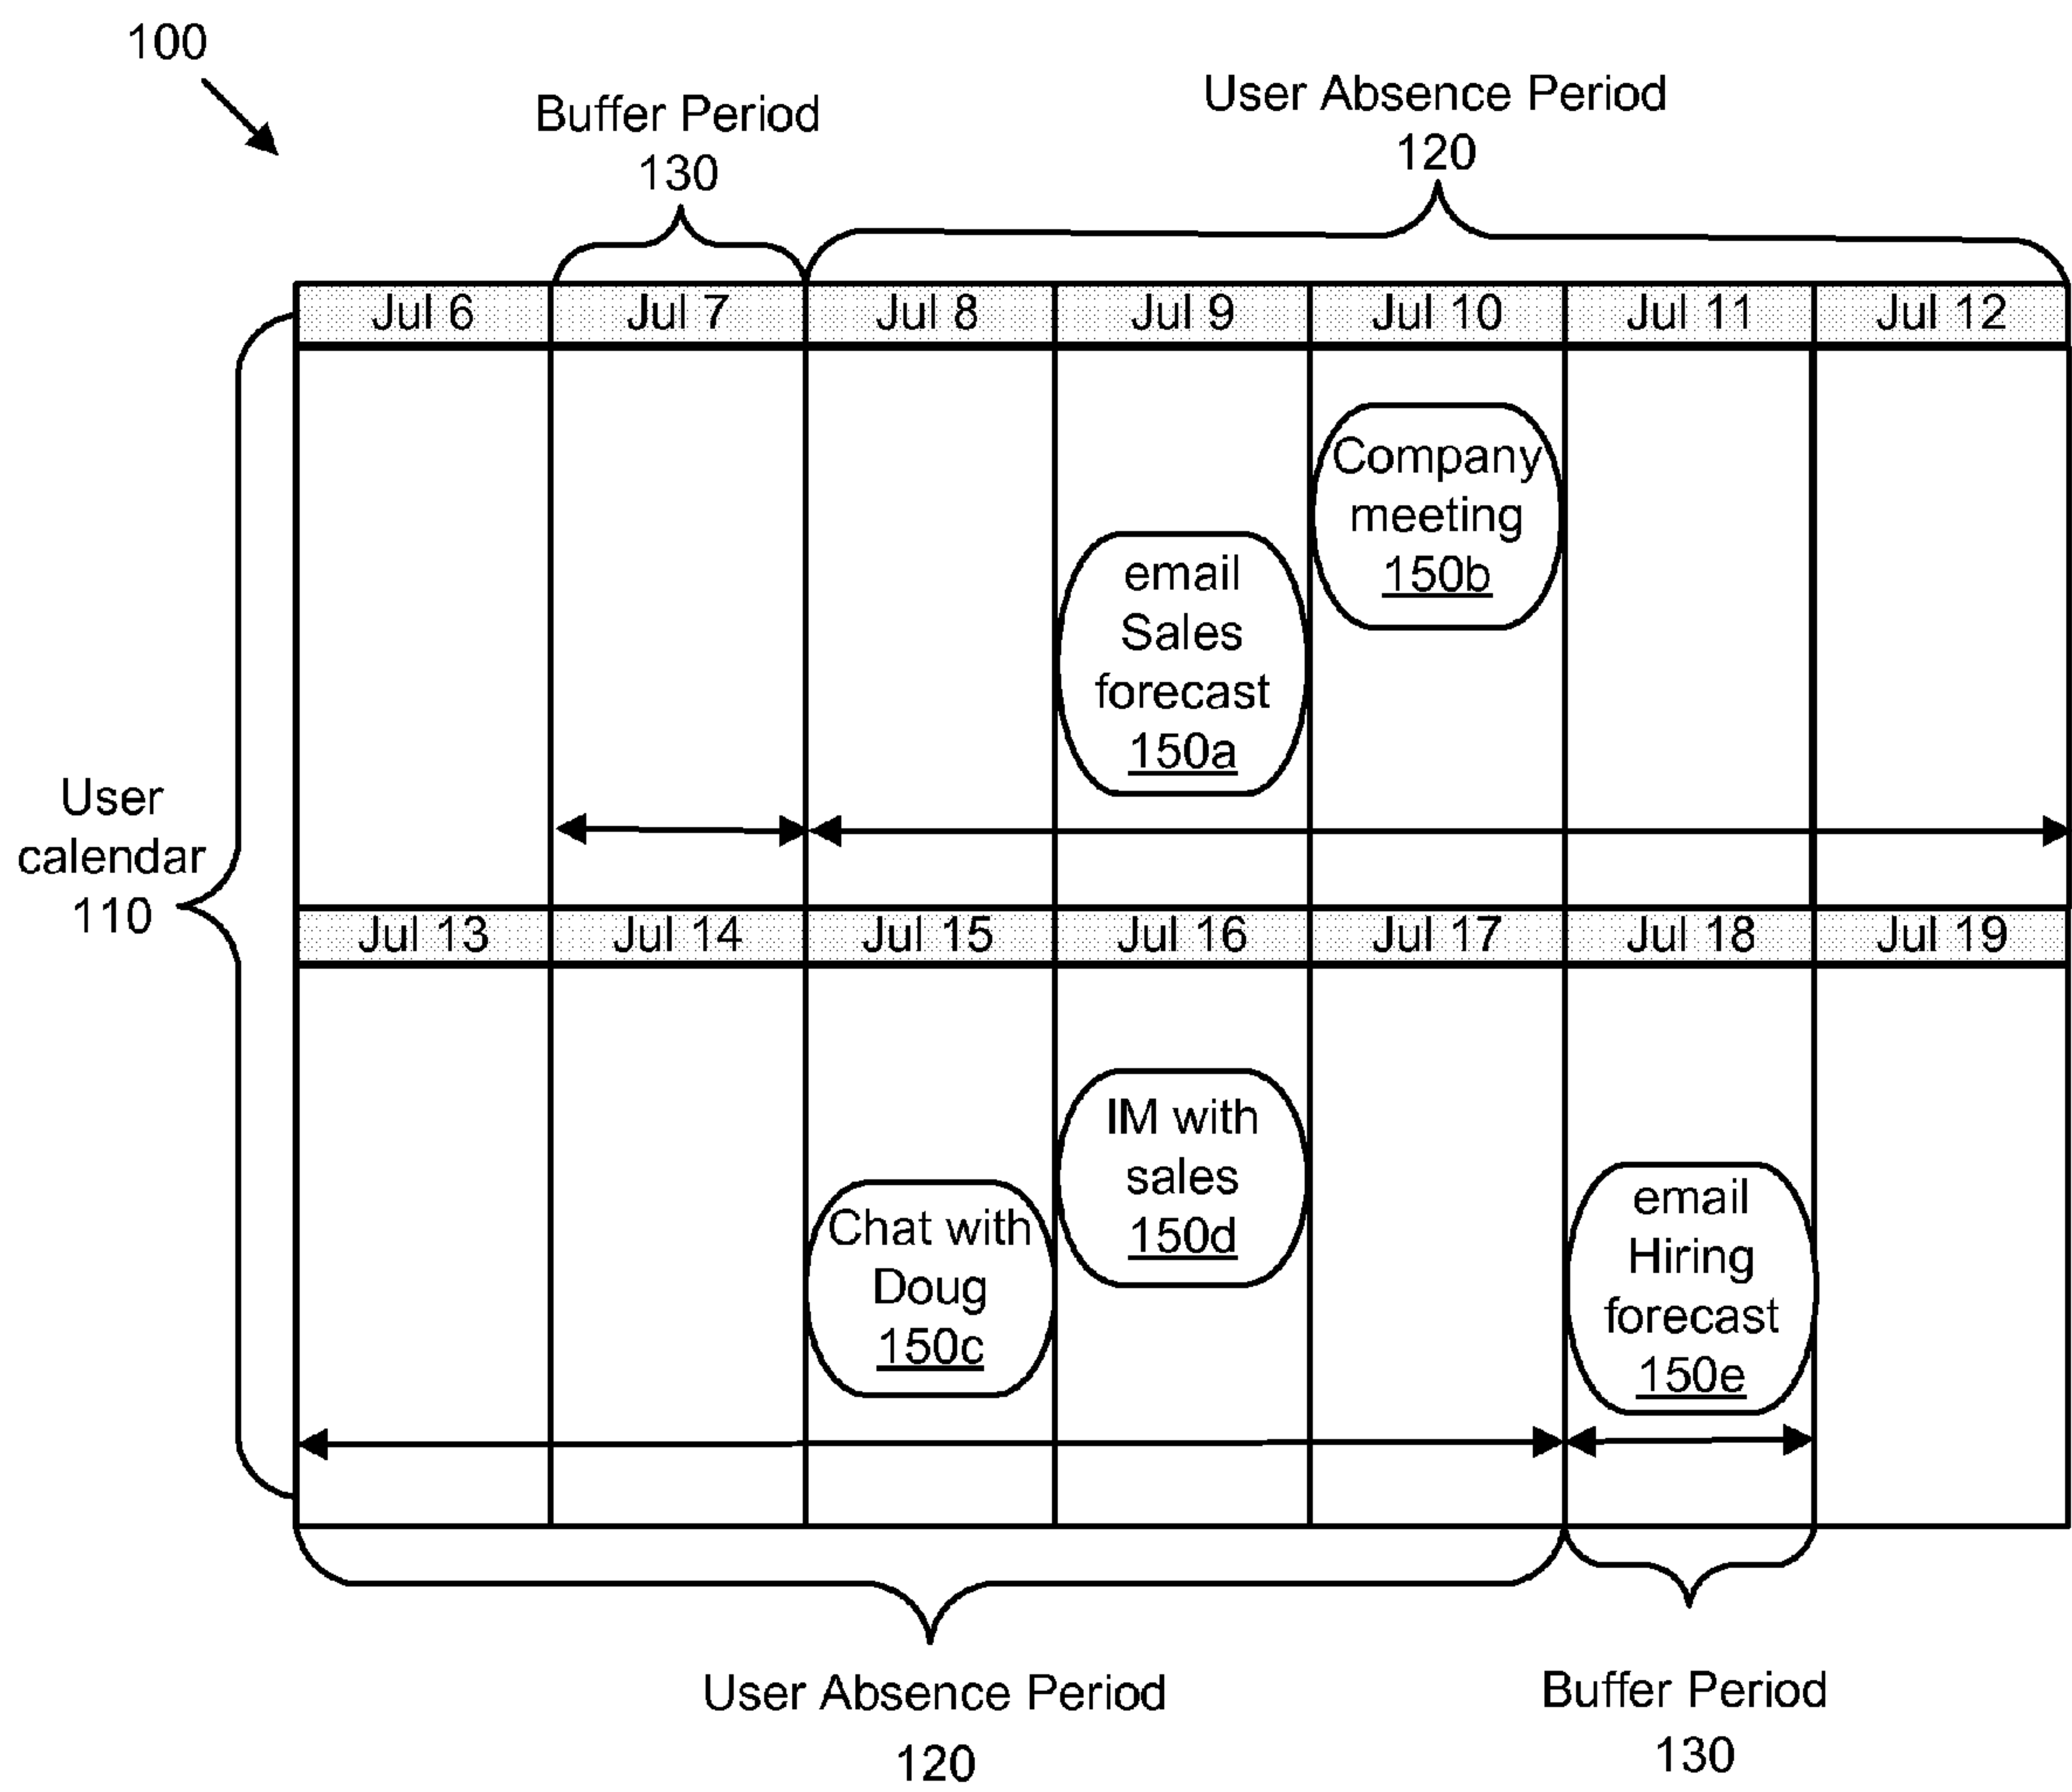 100
Buffer Period
130
User Absence Period
120
Jul 6 Jul 7 Jul 8 Jul 9 Jul 10 Jul 11 Jul 12
Company
meeting
150b
email
Sales
forecast
150a
User
calendar
110
Jul 13 Jul 14 Jul 15 Jul 16 Jul 17 Jul 18 Jul 19
Chat with
Doug
150c
IM with
sales
150d
email
Hiring
forecast
150e
User Absence Period
120
Buffer Period
130